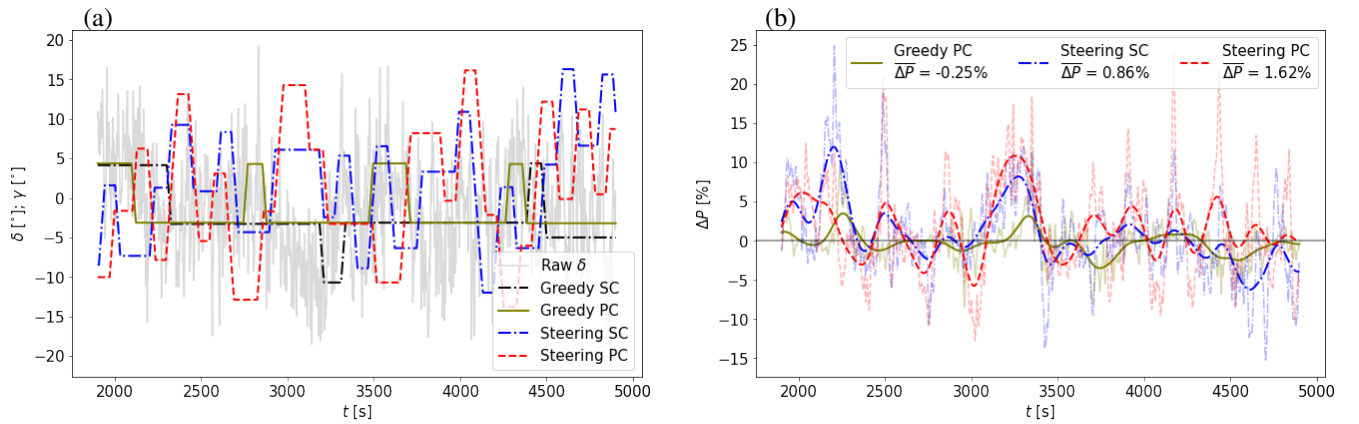 (a)
20
15
10
5
0
−5
−10
−15
−20
δ [°]; γ [°]
Raw δ
Greedy SC
Greedy PC
Steering SC
Steering PC
2000
2500
3000
3500
4000
4500
5000
t [s]
(b)
25
20
15
10
5
0
−5
−10
−15
ΔP [%]
Greedy PC
ΔP̅ = -0.25%
Steering SC
ΔP̅ = 0.86%
Steering PC
ΔP̅ = 1.62%
2000
2500
3000
3500
4000
4500
5000
t [s]